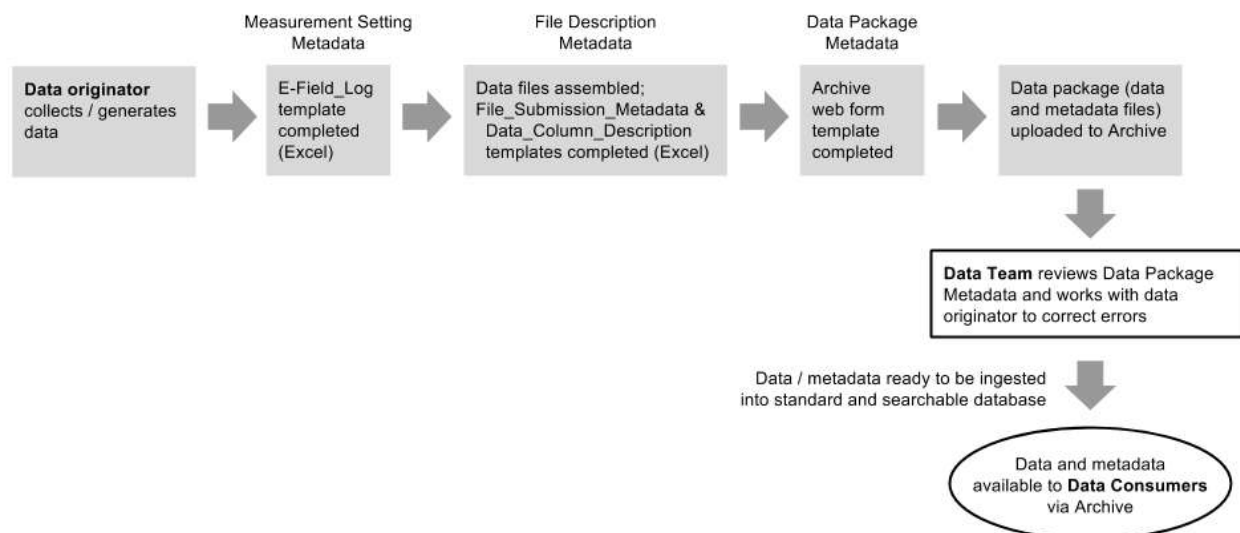 Measurement Setting
Metadata
File Description
Metadata
Data Package
Metadata
Data originator
collects / generates
data
E-Field_Log
template
completed
(Excel)
Data files assembled;
File_Submission_Metadata &
Data_Column_Description
templates completed (Excel)
Archive
web form
template
completed
Data package (data
and metadata files)
uploaded to Archive
Data Team reviews Data Package
Metadata and works with data
originator to correct errors
Data / metadata ready to be ingested
into standard and searchable database
Data and metadata
available to Data Consumers
via Archive